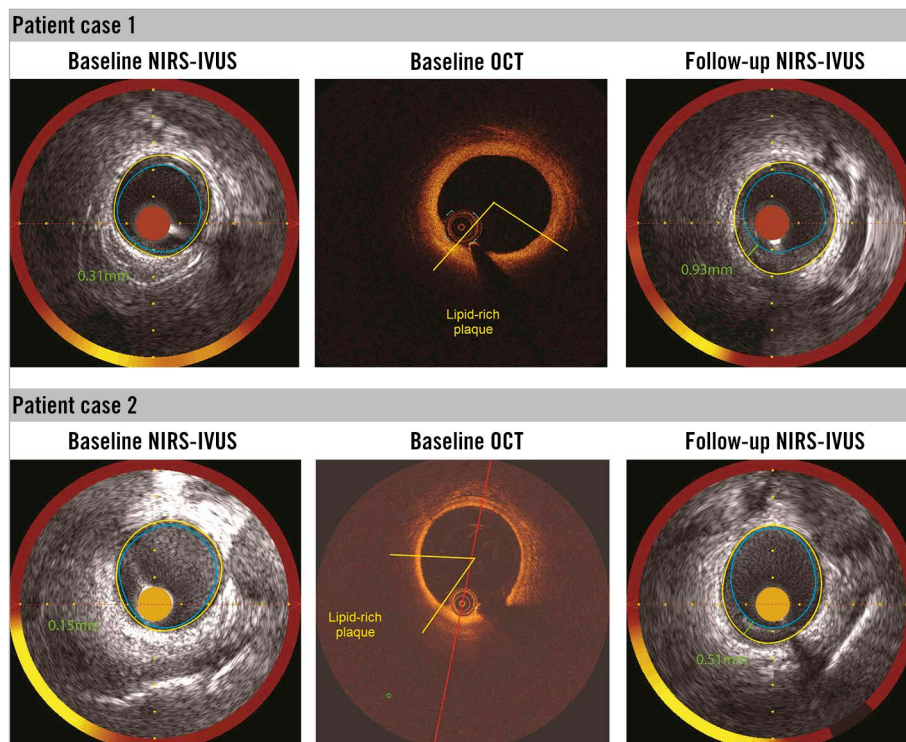 Patient case 1
Baseline NIRS-IVUS
Baseline OCT
Follow-up NIRS-IVUS
0.31mm
Lipid-rich
plaque
0.93mm
Patient case 2
Baseline NIRS-IVUS
Baseline OCT
Follow-up NIRS-IVUS
0.15mm
Lipid-rich
plaque
0.51mm